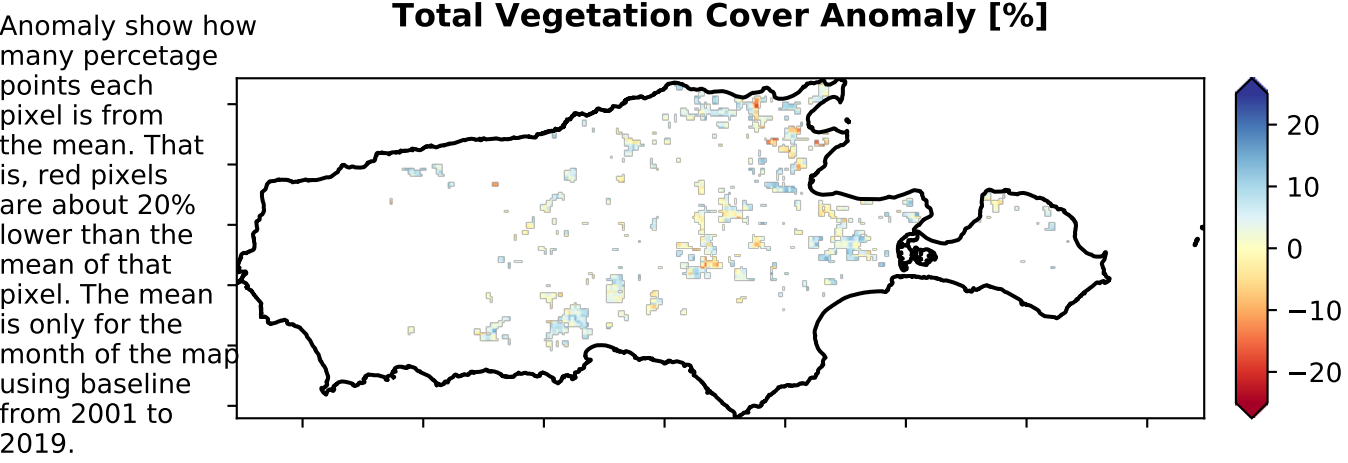 Total Vegetation Cover Anomaly [%]
Anomaly show how
many percetage
points each
pixel is from
the mean. That
is, red pixels
are about 20%
lower than the
mean of that
pixel. The mean
is only for the
month of the map
using baseline
from 2001 to
2019.
20
10
0
−10
−20